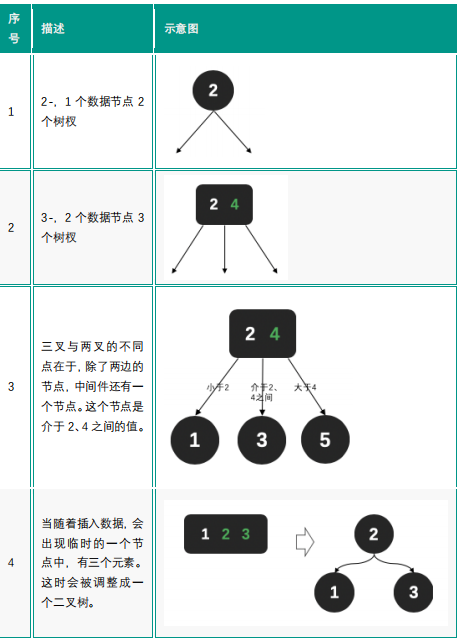 序
号
描述
示意图
1
2-，1 个数据节点 2
个树杈
2
2
3-，2 个数据节点 3
个树杈
2 4
3
三叉与两叉的不同
点在于，除了两边的
节点，中间件还有一
个节点。这个节点是
介于 2、4 之间的值。
2 4
小于2
介于2、
4之间
大于4
1 3 5
4
当随着插入数据，会
出现临时的一个节
点中，有三个元素。
这时会被调整成一
个二叉树。
1 2 3
2
1 3